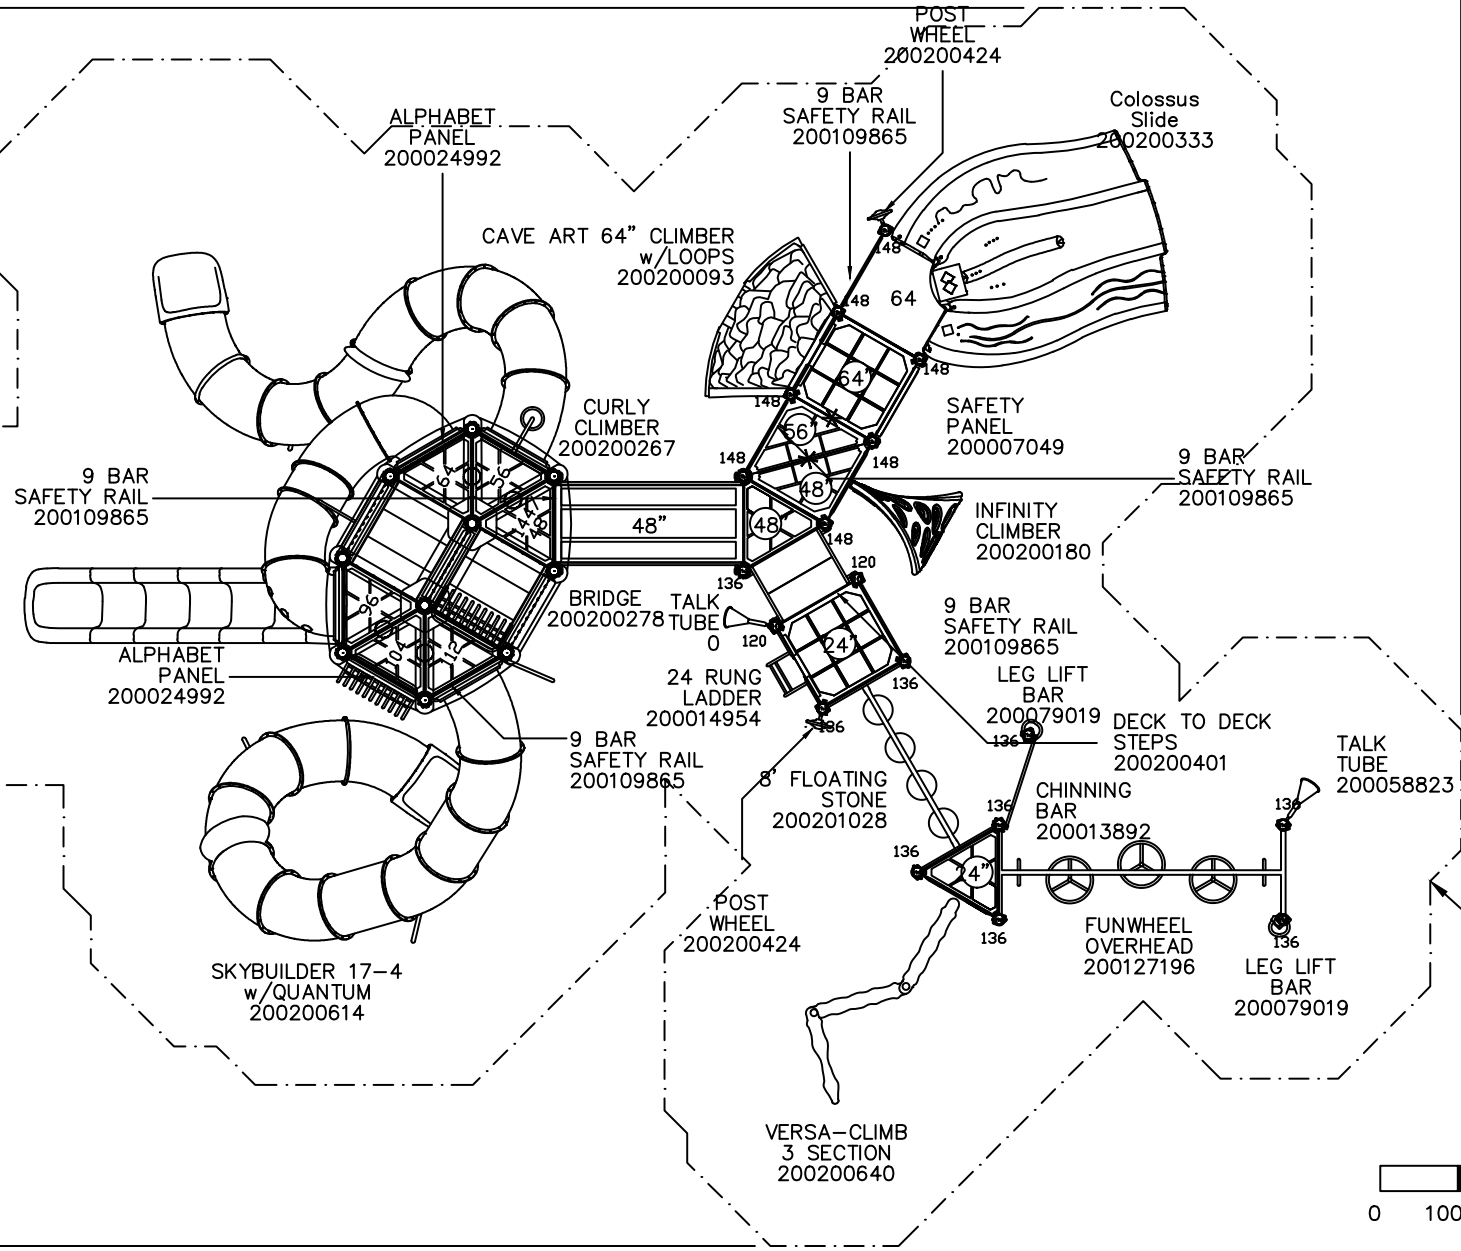 POST
WHEEL
200200424
9 BAR
SAFETY RAIL
200109865
Colossus
Slide
200200333
ALPHABET
PANEL
200024992
CAVE ART 64” CLIMBER
w/LOOPS
200200093
148
148
64
64”
148
148
56”
148
148
48”
48”
148
136
SAFETY
PANEL
200007049
9 BAR
SAFETY RAIL
200109865
CURLY
CLIMBER
200200267
9 BAR
SAFETY RAIL
200109865
64
56
48”
INFINITY
CLIMBER
200200180
BRIDGE
200200278
TALK
TUBE
0
120
120
24”
9 BAR
SAFETY RAIL
200109865
96
04
12
ALPHABET
PANEL
200024992
24 RUNG
LADDER
200014954
136
136
LEG LIFT
BAR
200079019
136
DECK TO DECK
STEPS
200200401
TALK
TUBE
200058823
9 BAR
SAFETY RAIL
200109865
8’ FLOATING
STONE
200201028
CHINNING
BAR
200013892
136
136
136
136
136
POST
WHEEL
200200424
FUNWHEEL
OVERHEAD
200127196
LEG LIFT
BAR
200079019
SKYBUILDER 17-4
w/QUANTUM
200200614
VERSA-CLIMB
3 SECTION
200200640
0 100